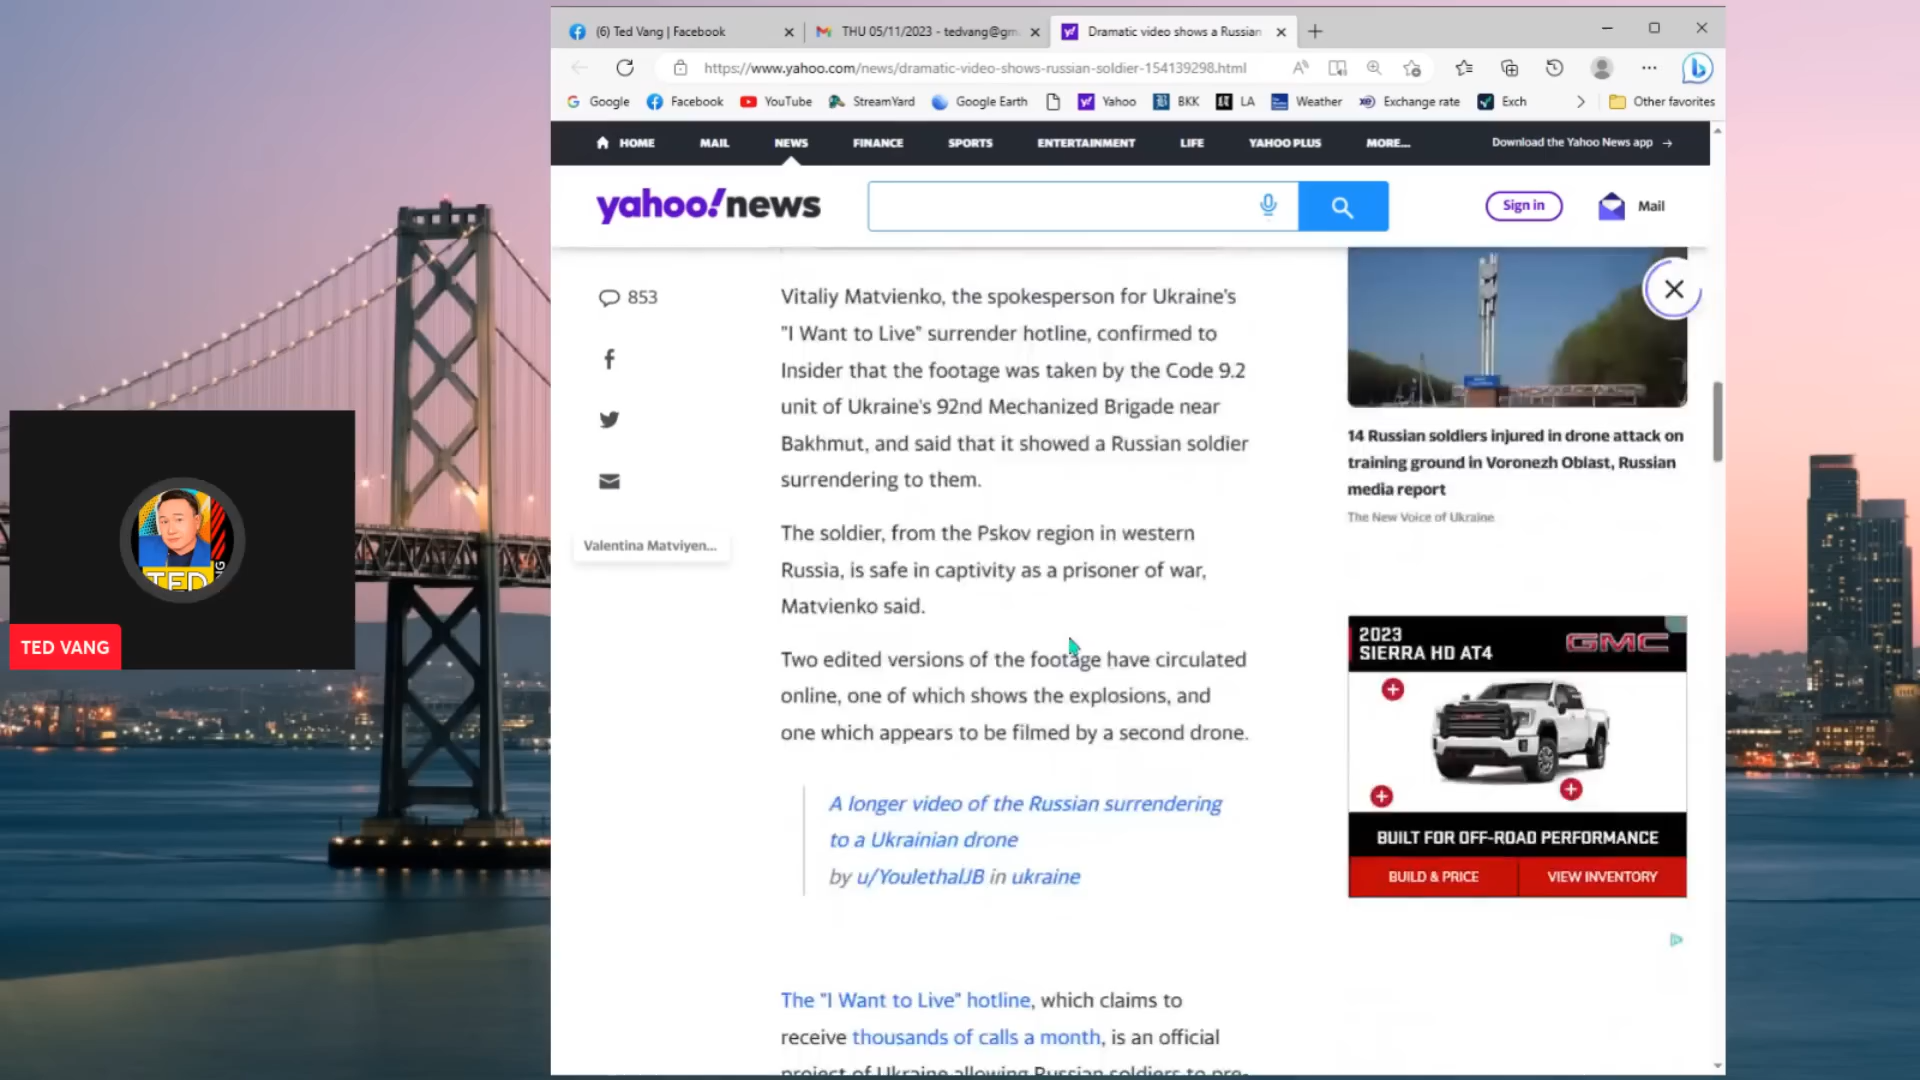 (6) Ted Vang | Facebook
THU 05/11/2023 - tedvang@gm
Dramatic video shows a Russian
https://www.yahoo.com/news/dramatic-video-shows-russian-soldier-154139298.html
Google
Facebook
YouTube
StreamYard
Google Earth
Yahoo
BKK
LA
Weather
Exchange rate
Exch
Other favorites
HOME
MAIL
NEWS
FINANCE
SPORTS
ENTERTAINMENT
LIFE
YAHOO PLUS
MORE...
Download the Yahoo News app →
yahoo!news
Sign in
Mail
853
Valentina Matviyen...
Vitaliy Matvienko, the spokesperson for Ukraine's
"I Want to Live" surrender hotline, confirmed to
Insider that the footage was taken by the Code 9.2
unit of Ukraine's 92nd Mechanized Brigade near
Bakhmut, and said that it showed a Russian soldier
surrendering to them.
The soldier, from the Pskov region in western
Russia, is safe in captivity as a prisoner of war,
Matvienko said.
Two edited versions of the footage have circulated
online, one of which shows the explosions, and
one which appears to be filmed by a second drone.
A longer video of the Russian surrendering
to a Ukrainian drone
by u/YoulethalJB in ukraine
The "I Want to Live" hotline, which claims to
receive thousands of calls a month, is an official
project of Ukraine allowing Russian soldiers to pre-
14 Russian soldiers injured in drone attack on
training ground in Voronezh Oblast, Russian
media report
The New Voice of Ukraine
2023
SIERRA HD AT4
GMC
BUILT FOR OFF-ROAD PERFORMANCE
BUILD & PRICE
VIEW INVENTORY
TED
NG
TED VANG